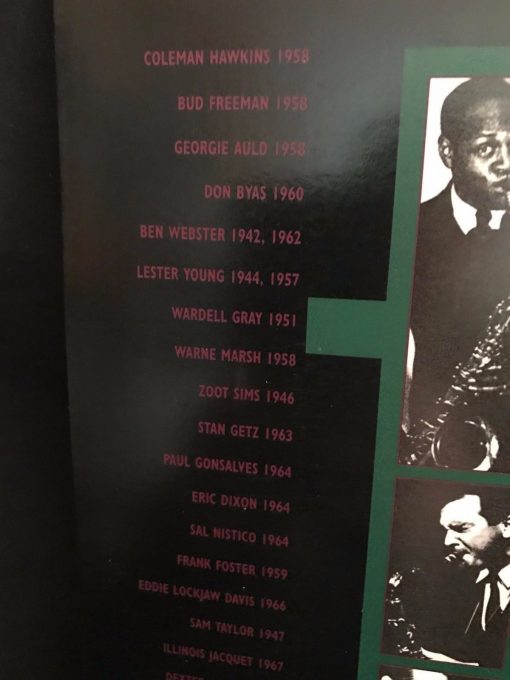 COLEMAN HAWKINS 1958
BUD FREEMAN 1958
GEORGIE AULD 1958
DON BYAS 1960
BEN WEBSTER 1942, 1962
LESTER YOUNG 1944, 1957
WARDELL GRAY 1951
WARNE MARSH 1958
ZOOT SIMS 1946
STAN GETZ 1963
PAUL GONSALVES 1964
ERIC DIXON 1964
SAL NISTICO 1964
FRANK FOSTER 1959
EDDIE LOCKJAW DAVIS 1966
SAM TAYLOR 1947
ILLINOIS JACQUET 1967